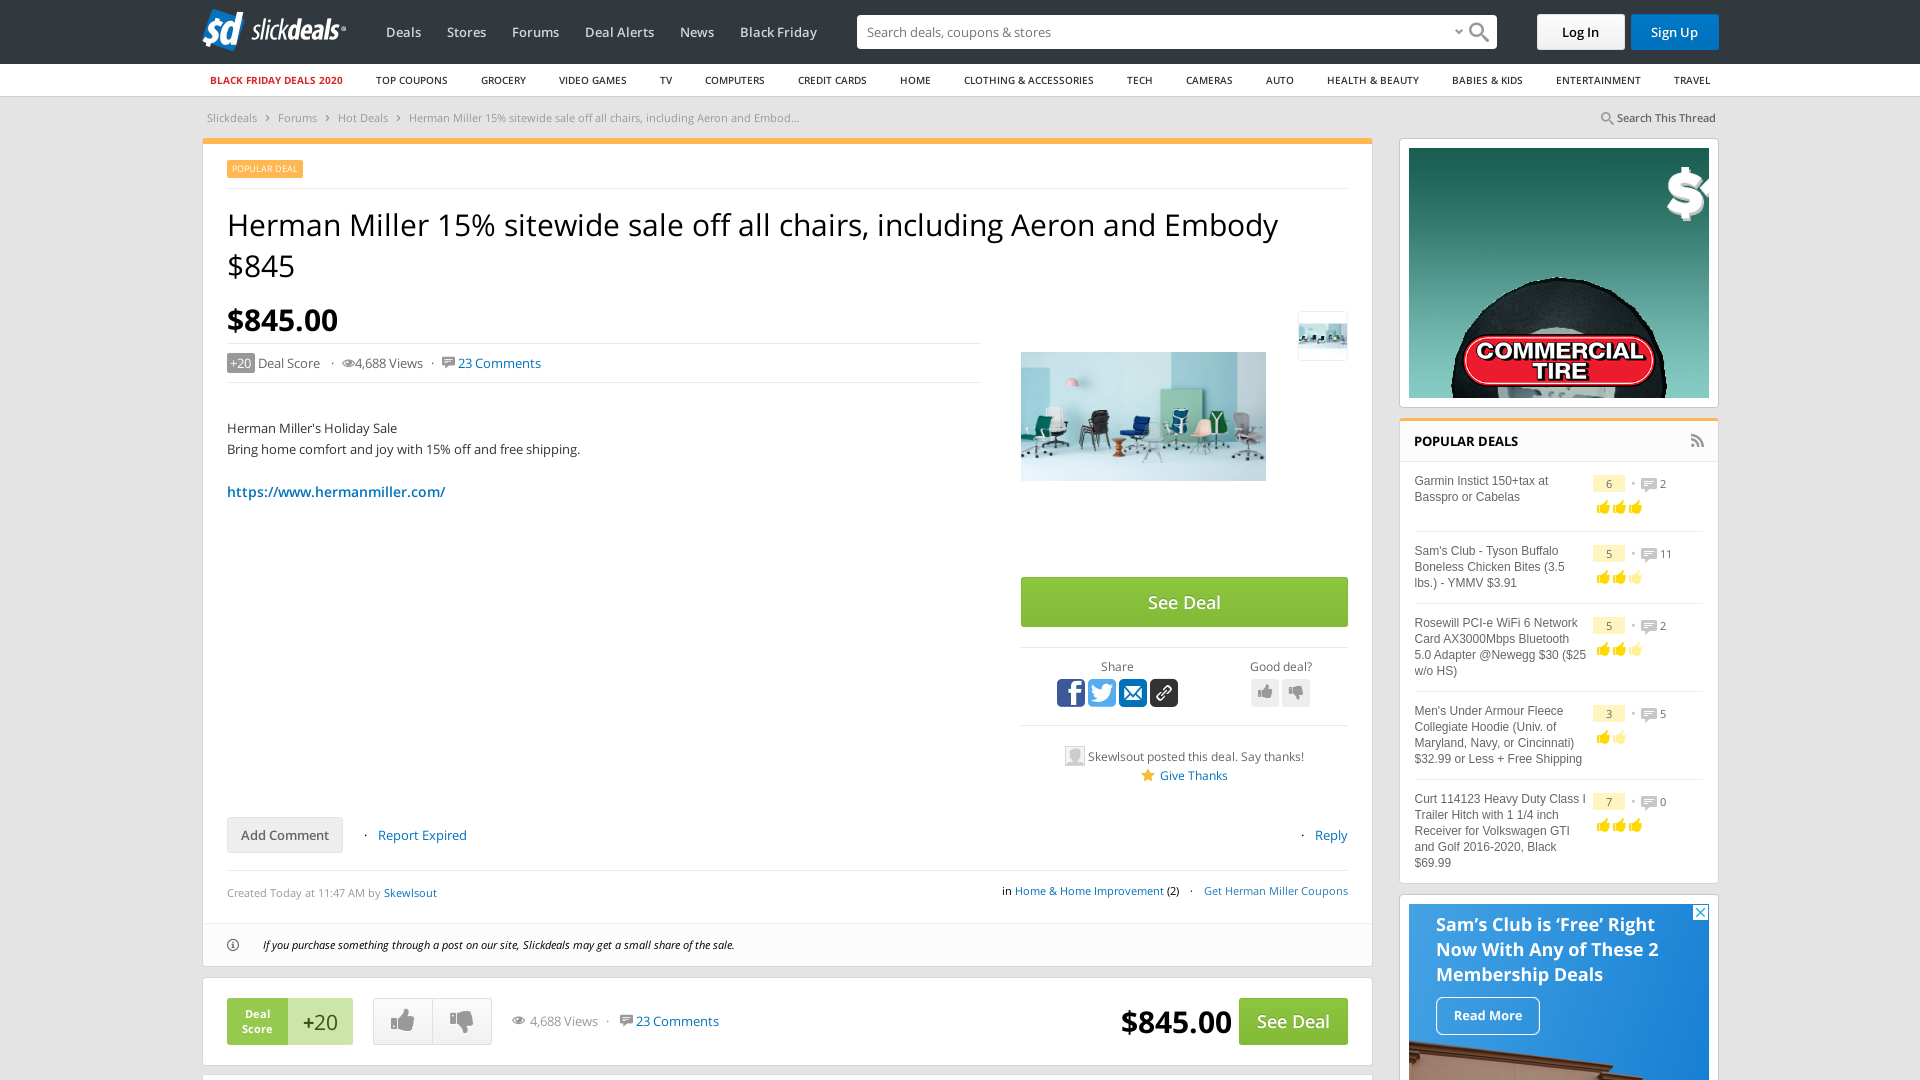 slickdeals
Deals
Stores
Forums
Deal Alerts
News
Black Friday
Search deals, coupons & stores
Log In
Sign Up
BLACK FRIDAY DEALS 2020
TOP COUPONS
GROCERY
VIDEO GAMES
TV
COMPUTERS
CREDIT CARDS
HOME
CLOTHING & ACCESSORIES
TECH
CAMERAS
AUTO
HEALTH & BEAUTY
BABIES & KIDS
ENTERTAINMENT
TRAVEL
Slickdeals › Forums › Hot Deals › Herman Miller 15% sitewide sale off all chairs, including Aeron and Embod...
Search This Thread
POPULAR DEAL
Herman Miller 15% sitewide sale off all chairs, including Aeron and Embody
$845
$845.00
+20 Deal Score · 4,688 Views · 23 Comments
Herman Miller's Holiday Sale
Bring home comfort and joy with 15% off and free shipping.
https://www.hermanmiller.com/
See Deal
Share
Good deal?
Skewlsout posted this deal. Say thanks!
Give Thanks
Add Comment · Report Expired
· Reply
Created Today at 11:47 AM by Skewlsout
in Home & Home Improvement (2) · Get Herman Miller Coupons
If you purchase something through a post on our site, Slickdeals may get a small share of the sale.
Deal
Score
+20
4,688 Views · 23 Comments
$845.00
See Deal
$
COMMERCIAL
TIRE
POPULAR DEALS
Garmin Instict 150+tax at
Basspro or Cabelas
6 • 2
Sam's Club - Tyson Buffalo
Boneless Chicken Bites (3.5
lbs.) - YMMV $3.91
5 • 11
Rosewill PCI-e WiFi 6 Network
Card AX3000Mbps Bluetooth
5.0 Adapter @Newegg $30 ($25
w/o HS)
5 • 2
Men's Under Armour Fleece
Collegiate Hoodie (Univ. of
Maryland, Navy, or Cincinnati)
$32.99 or Less + Free Shipping
3 • 5
Curt 114123 Heavy Duty Class I
Trailer Hitch with 1 1/4 inch
Receiver for Volkswagen GTI
and Golf 2016-2020, Black
$69.99
7 • 0
Sam's Club is 'Free' Right
Now With Any of These 2
Membership Deals
Read More